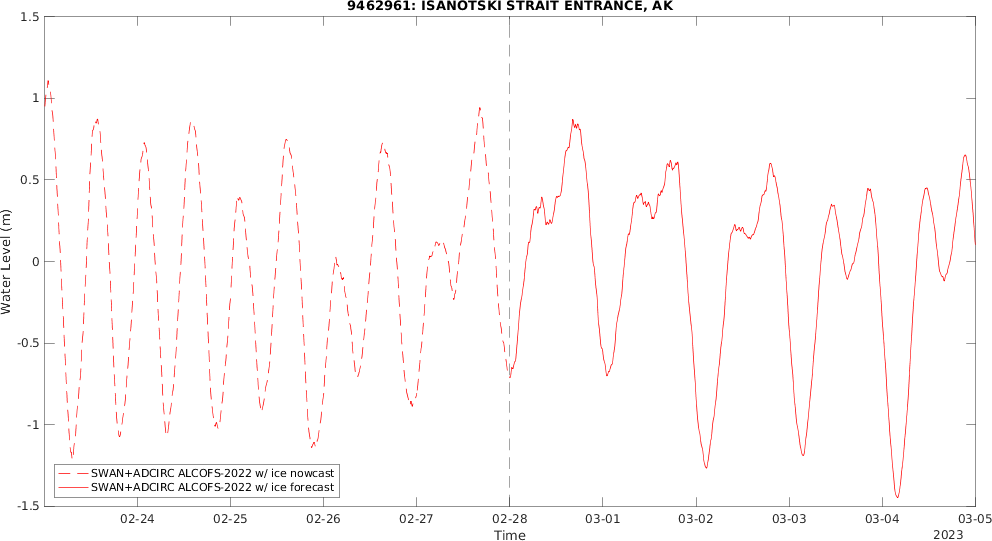 9462961: ISANOTSKI STRAIT ENTRANCE, AK
1.5
1
0.5
0
-0.5
-1
-1.5
Water Level (m)
SWAN+ADCIRC ALCOFS-2022 w/ ice nowcast
SWAN+ADCIRC ALCOFS-2022 w/ ice forecast
02-24 02-25 02-26 02-27 02-28 03-01 03-02 03-03 03-04 03-05
Time
2023